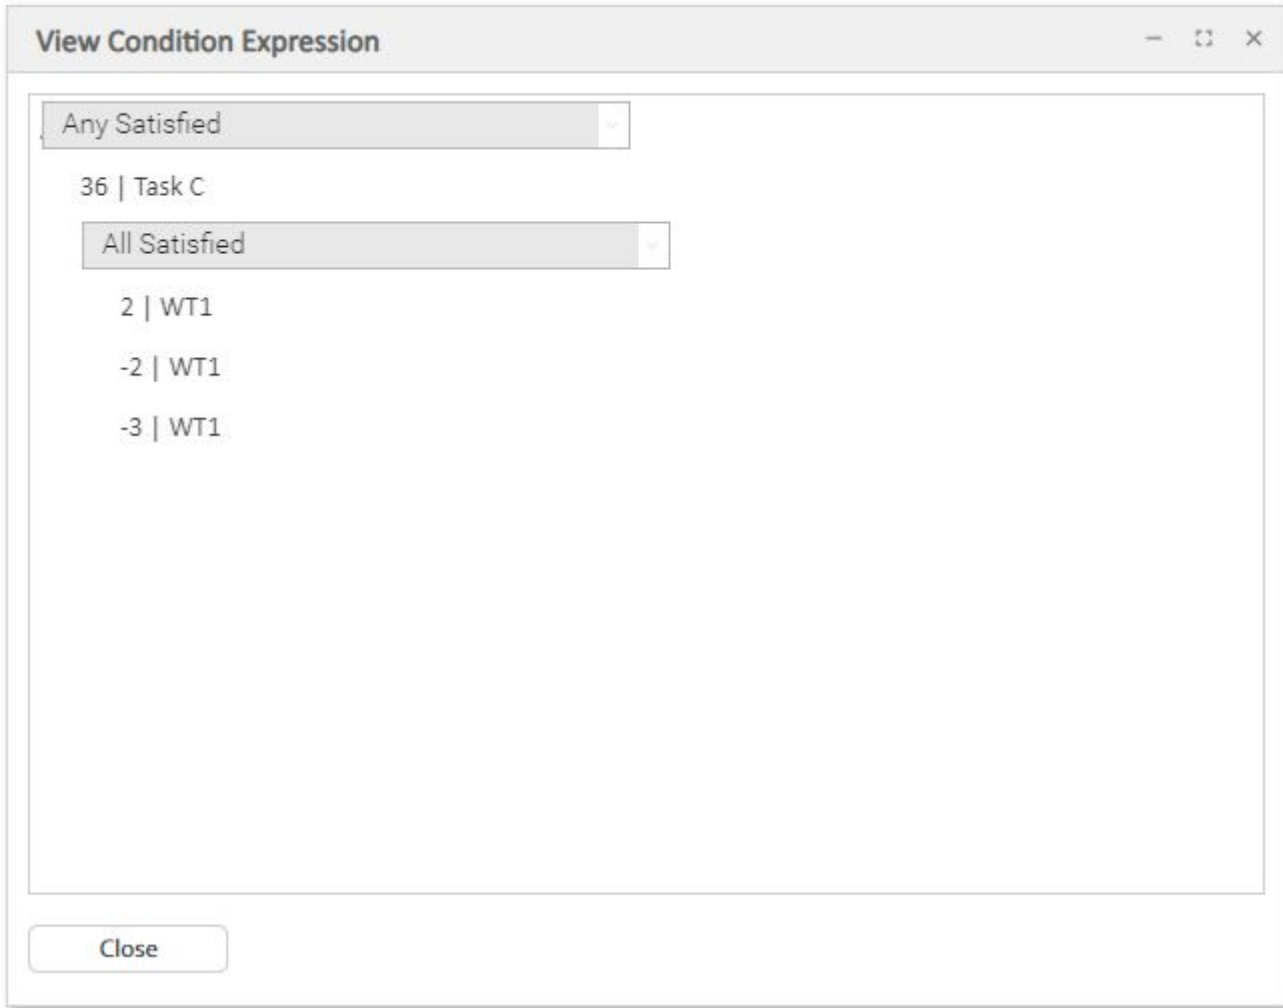 View Condition Expression
Any Satisfied
36 | Task C
All Satisfied
2 | WT1
-2 | WT1
-3 | WT1
Close